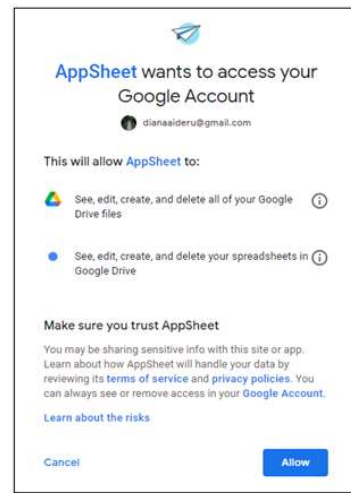 AppSheet wants to access your
Google Account
dianaaideru@gmail.com
This will allow AppSheet to:
See, edit, create, and delete all of your Google
Drive files
See, edit, create, and delete your spreadsheets in
Google Drive
Make sure you trust AppSheet
You may be sharing sensitive info with this site or app.
Learn about how AppSheet will handle your data by
reviewing its terms of service and privacy policies. You
can always see or remove access in your Google Account.
Learn about the risks
Cancel
Allow